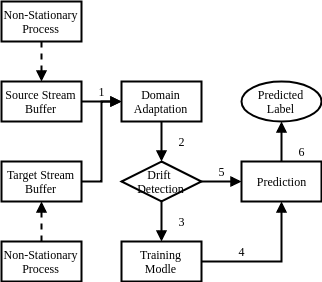 Non-Stationary
Process
Source Stream
Buffer
1
Domain
Adaptation
Predicted
Label
2
6
Target Stream
Buffer
Drift
Detection
5
Prediction
3
Non-Stationary
Process
Training
Modle
4